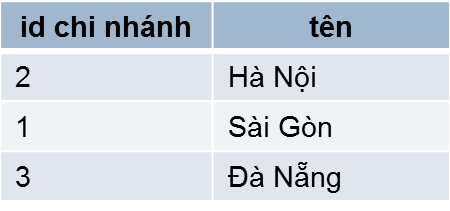 id chi nhánh tên
2 Hà Nội
1 Sài Gòn
3 Đà Nẵng